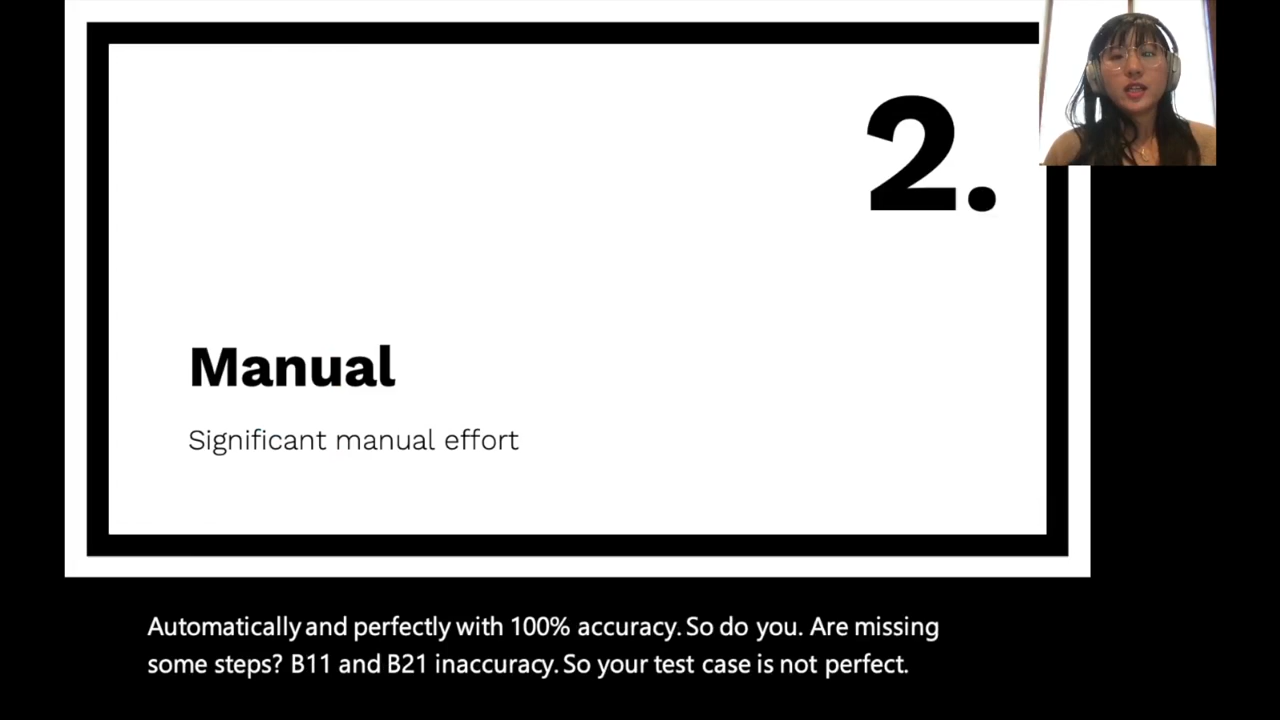 2.
Manual
Significant manual effort
Automatically and perfectly with 100% accuracy. So do you. Are missing
some steps? B11 and B21 inaccuracy. So your test case is not perfect.